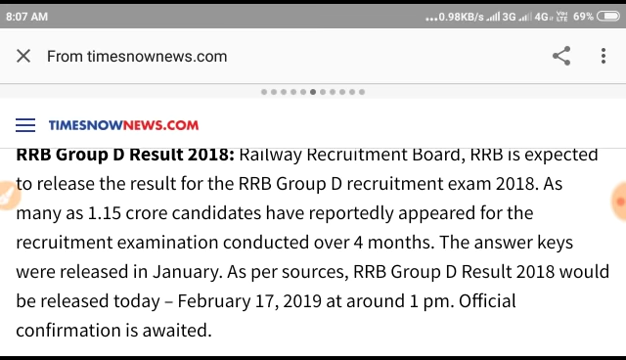 8:07 AM ...0.98KB/s 3G 4G VoLTE 69%
From timesnownews.com
TIMESNOWNEWS.COM
RRB Group D Result 2018: Railway Recruitment Board, RRB is expected
to release the result for the RRB Group D recruitment exam 2018. As
many as 1.15 crore candidates have reportedly appeared for the
recruitment examination conducted over 4 months. The answer keys
were released in January. As per sources, RRB Group D Result 2018 would
be released today – February 17, 2019 at around 1 pm. Official
confirmation is awaited.